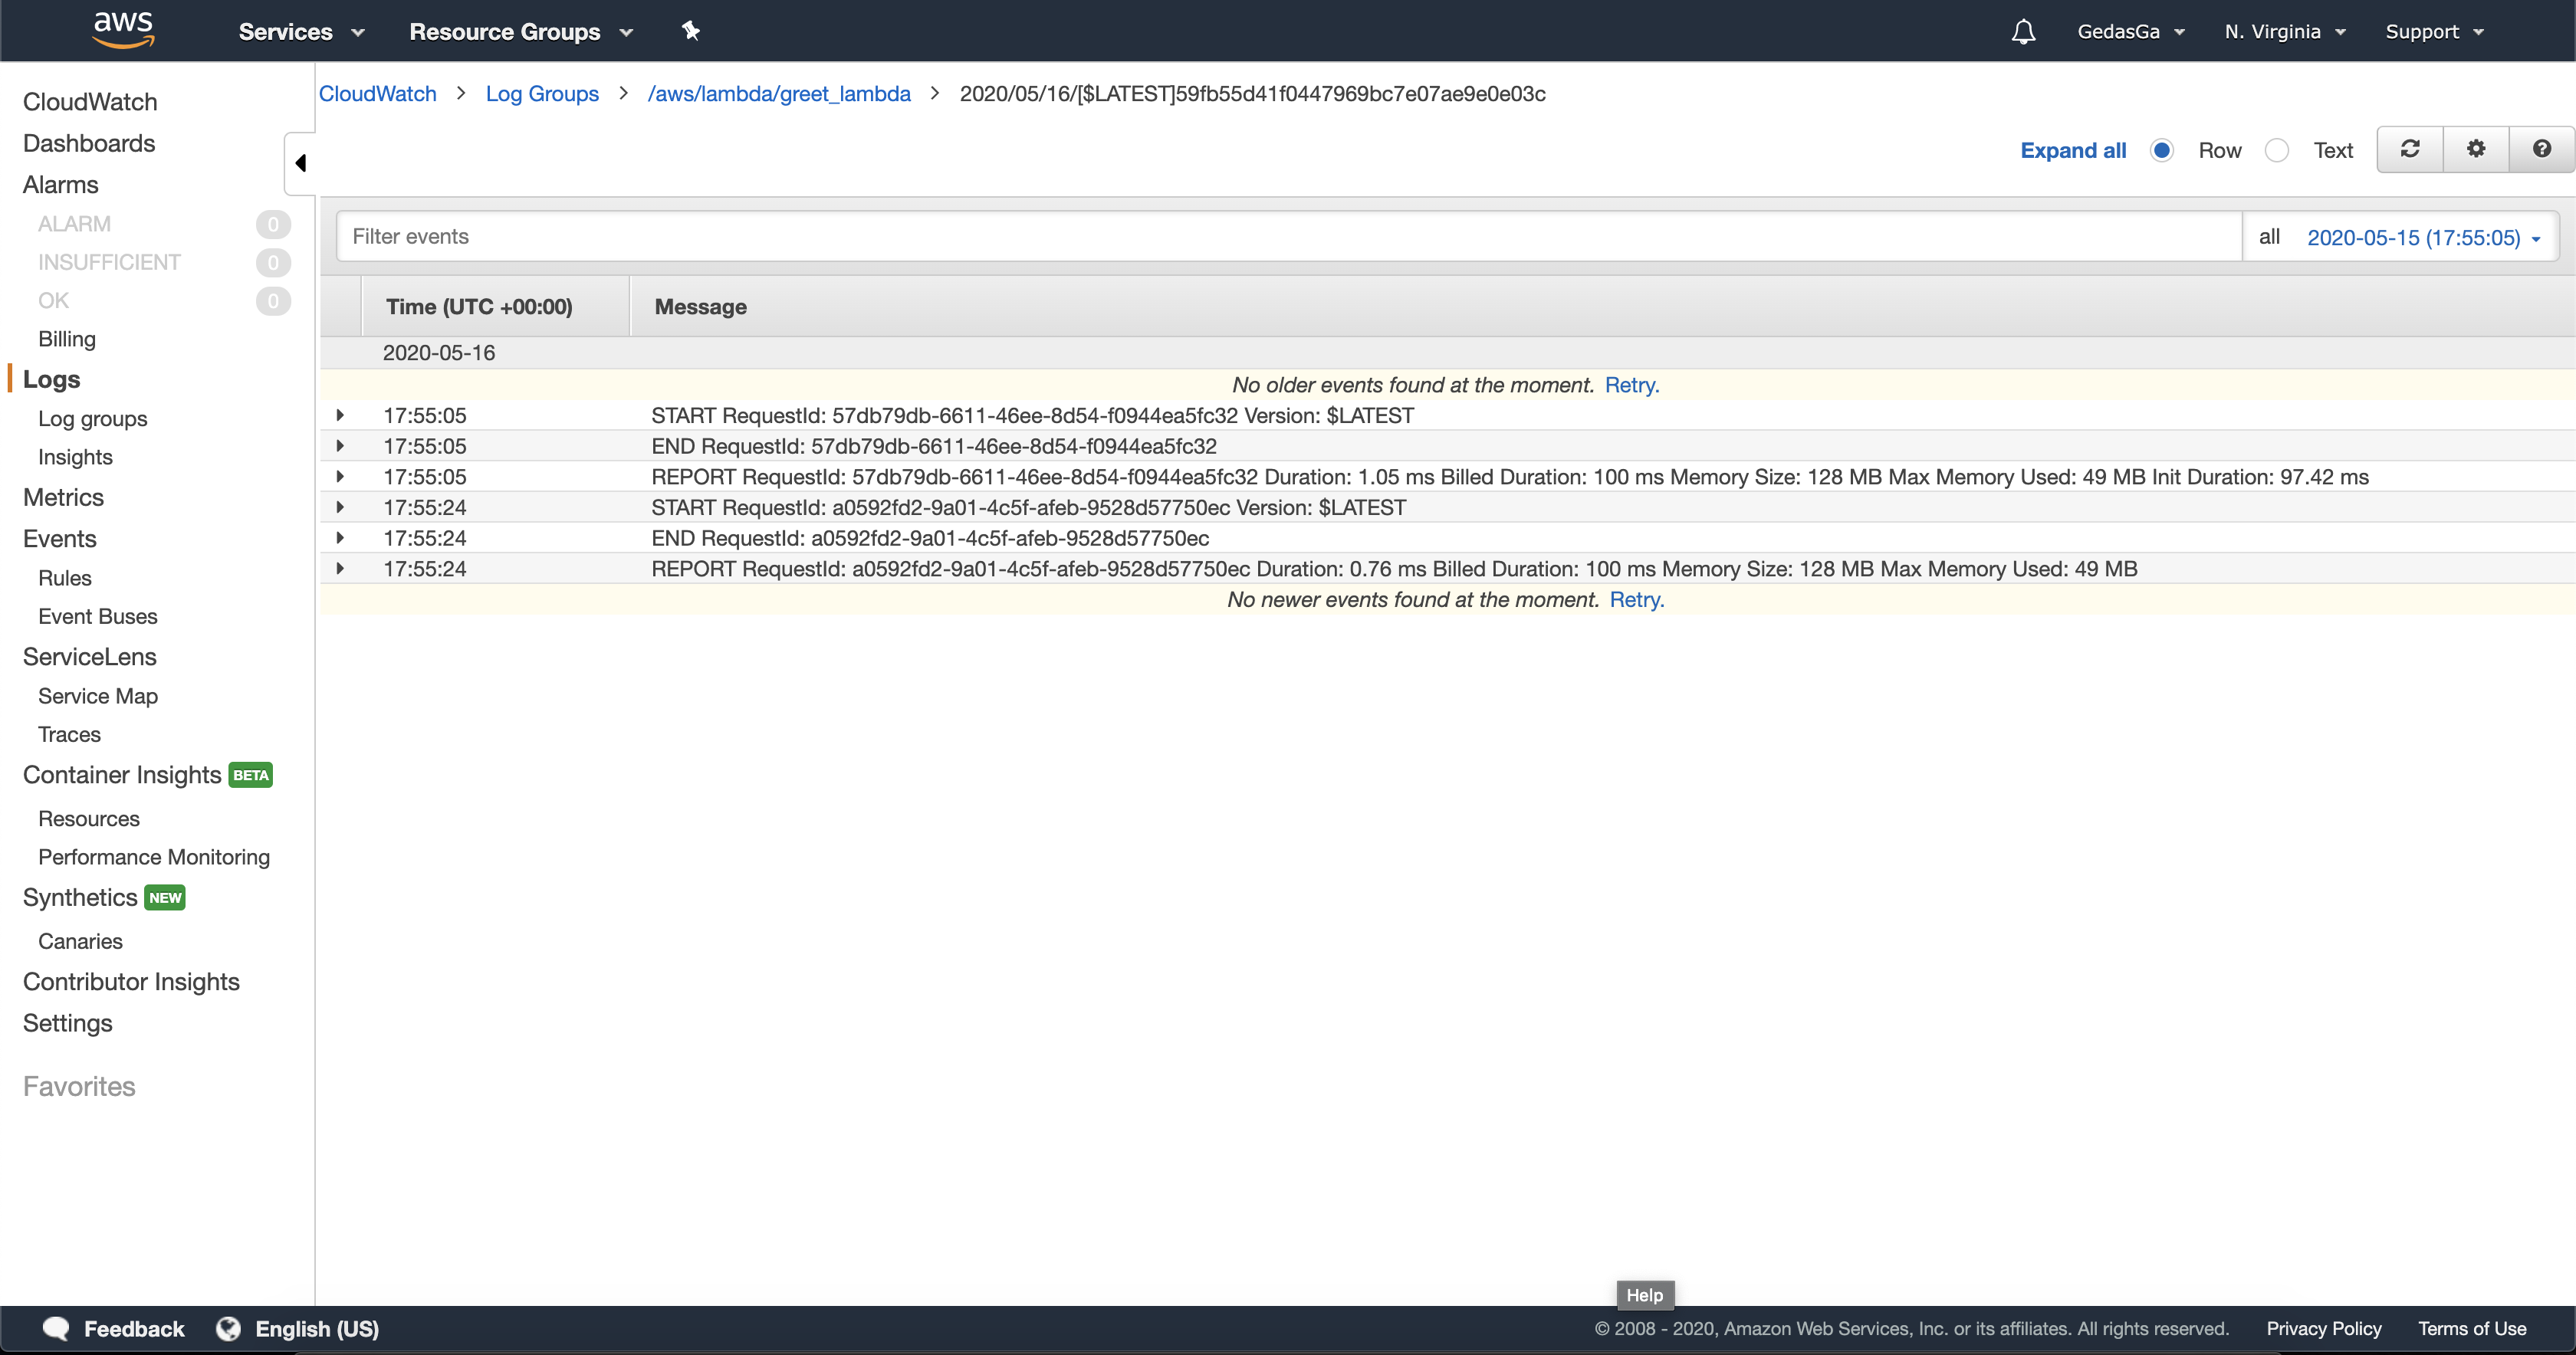 aws Services Resource Groups GedasGa N. Virginia Support
CloudWatch > Log Groups > /aws/lambda/greet_lambda > 2020/05/16/[$LATEST]59fb55d41f0447969bc7e07ae9e0e03c
CloudWatch
Dashboards
Alarms
ALARM 0
INSUFFICIENT 0
OK 0
Billing
Logs
Log groups
Insights
Metrics
Events
Rules
Event Buses
ServiceLens
Service Map
Traces
Container Insights BETA
Resources
Performance Monitoring
Synthetics NEW
Canaries
Contributor Insights
Settings
Favorites
Expand all Row Text
Filter events all 2020-05-15 (17:55:05)
Time (UTC +00:00) Message
2020-05-16
No older events found at the moment. Retry.
17:55:05 START RequestId: 57db79db-6611-46ee-8d54-f0944ea5fc32 Version: $LATEST
17:55:05 END RequestId: 57db79db-6611-46ee-8d54-f0944ea5fc32
17:55:05 REPORT RequestId: 57db79db-6611-46ee-8d54-f0944ea5fc32 Duration: 1.05 ms Billed Duration: 100 ms Memory Size: 128 MB Max Memory Used: 49 MB Init Duration: 97.42 ms
17:55:24 START RequestId: a0592fd2-9a01-4c5f-afeb-9528d57750ec Version: $LATEST
17:55:24 END RequestId: a0592fd2-9a01-4c5f-afeb-9528d57750ec
17:55:24 REPORT RequestId: a0592fd2-9a01-4c5f-afeb-9528d57750ec Duration: 0.76 ms Billed Duration: 100 ms Memory Size: 128 MB Max Memory Used: 49 MB
No newer events found at the moment. Retry.
Help
Feedback English (US) © 2008 - 2020, Amazon Web Services, Inc. or its affiliates. All rights reserved. Privacy Policy Terms of Use